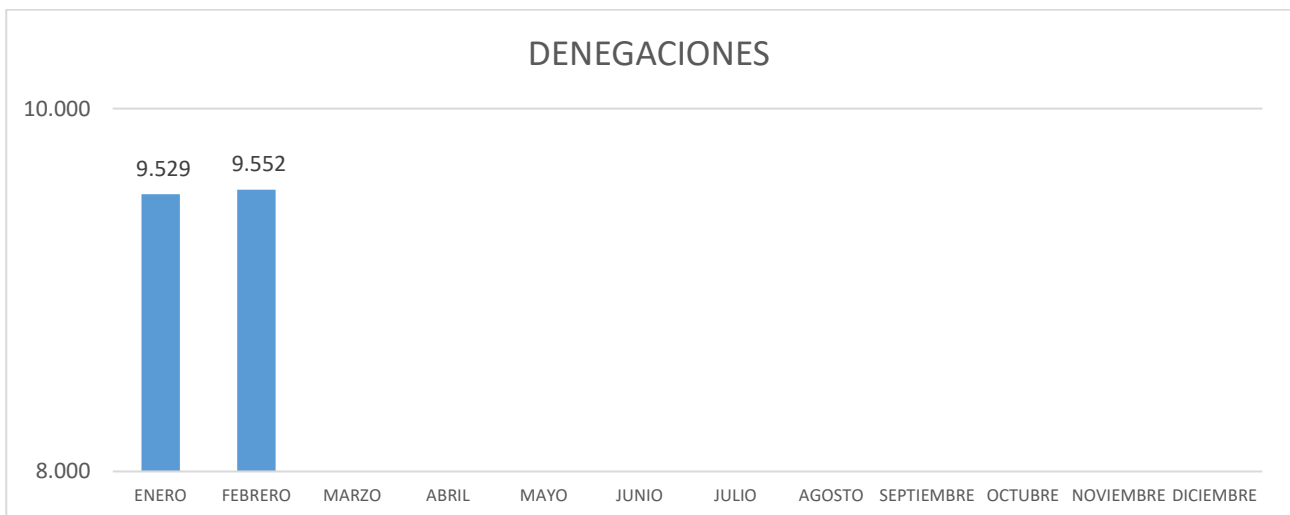 DENEGACIONES
10.000
9.529 9.552
8.000
ENERO FEBRERO MARZO ABRIL MAYO JUNIO JULIO AGOSTO SEPTIEMBRE OCTUBRE NOVIEMBRE DICIEMBRE